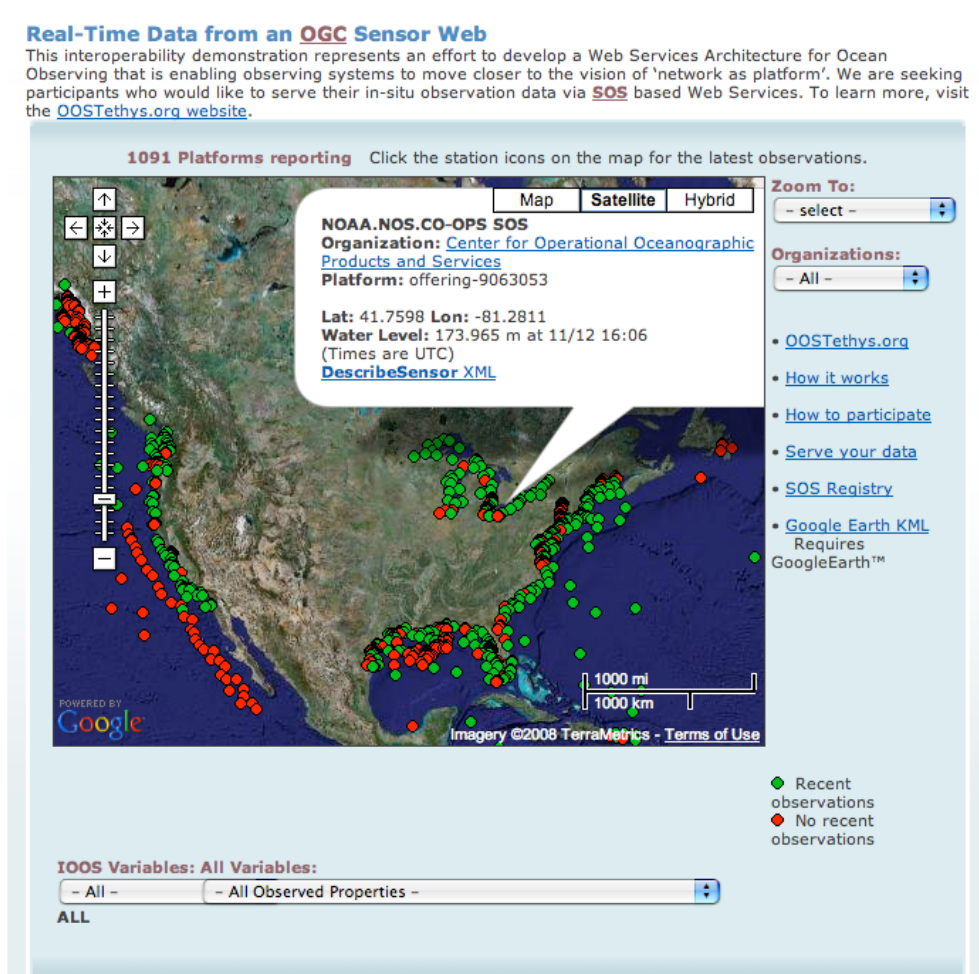 Real-Time Data from an OGC Sensor Web
This interoperability demonstration represents an effort to develop a Web Services Architecture for Ocean
Observing that is enabling observing systems to move closer to the vision of ‘network as platform’. We are seeking
participants who would like to serve their in-situ observation data via SOS based Web Services. To learn more, visit
the OOSTethys.org website.
1091 Platforms reporting Click the station icons on the map for the latest observations.
Map Satellite Hybrid
NOAA.NOS.CO-OPS SOS
Organization: Center for Operational Oceanographic
Products and Services
Platform: offering-9063053
Lat: 41.7598 Lon: -81.2811
Water Level: 173.965 m at 11/12 16:06
(Times are UTC)
DescribeSensor XML
1000 mi
1000 km
POWERED BY
Google
Imagery ©2008 TerraMetrics - Terms of Use
Zoom To:
– select –
Organizations:
– All –
• OOSTethys.org
• How it works
• How to participate
• Serve your data
• SOS Registry
• Google Earth KML
Requires
GoogleEarth™
Recent
observations
No recent
observations
IOOS Variables: All Variables:
– All – – All Observed Properties –
ALL